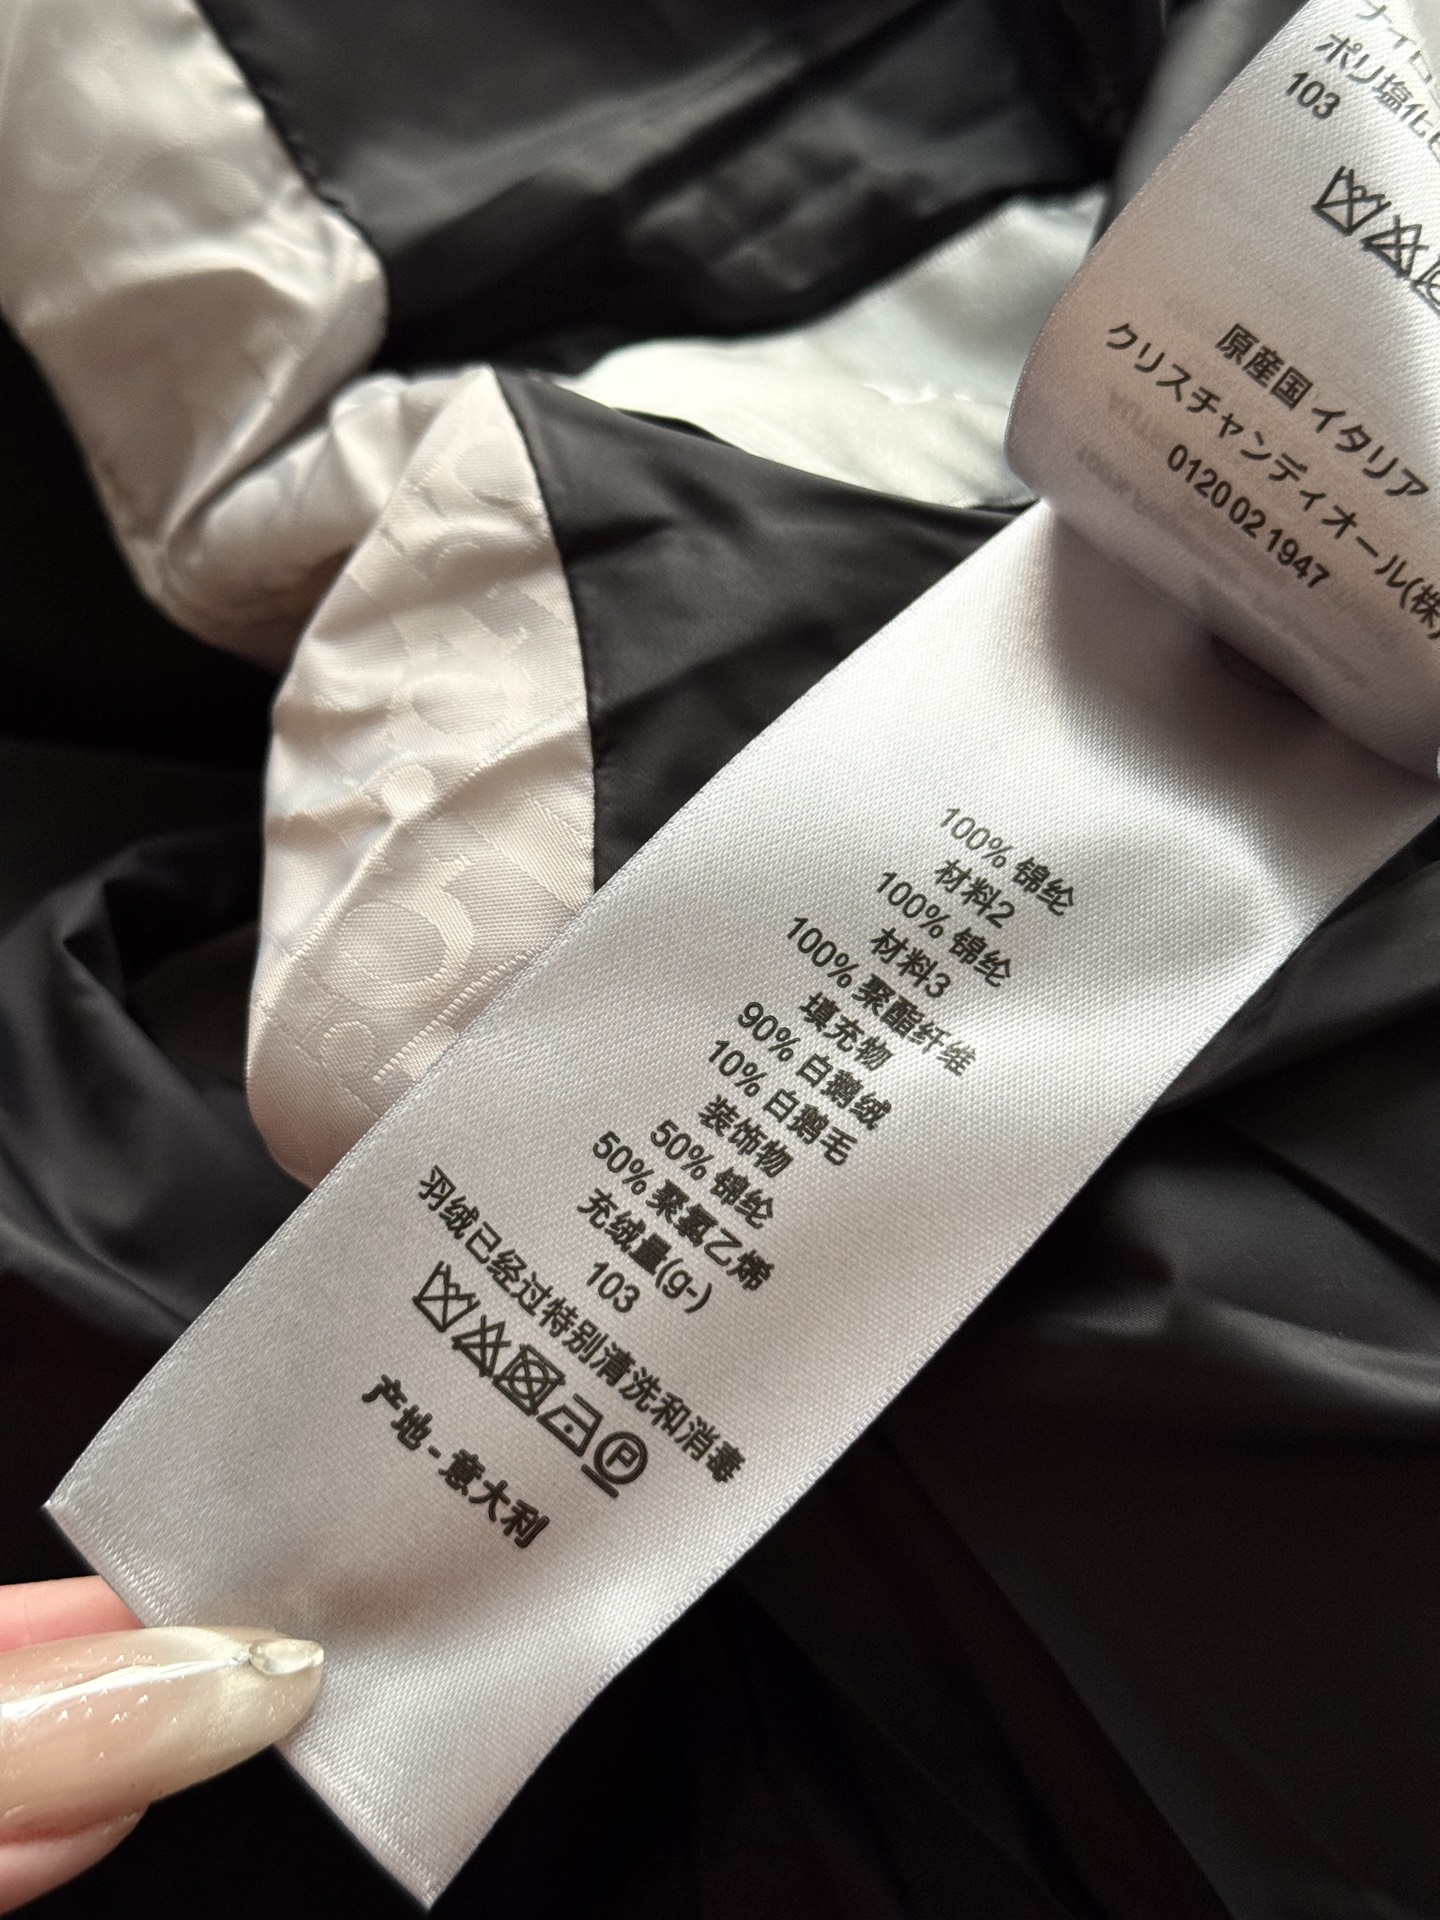 ポリ塩化
103
原産国 イタリア
クリスチャンディオール(株)
0120 02 1947
100% 锦纶
材料2
100% 锦纶
材料3
100% 聚酯纤维
填充物
90% 白鹅绒
10% 白鹅毛
装饰物
50% 锦纶
50% 聚氯乙烯
充绒量(g-)
103
羽绒已经过特别清洗和消毒
P
产地 - 意大利